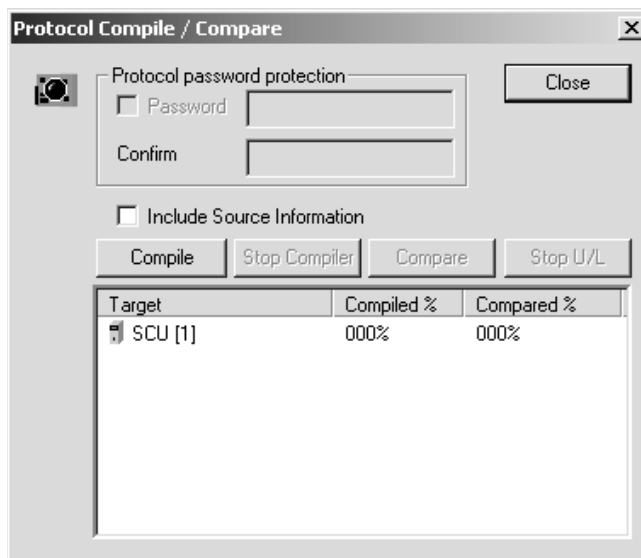 Protocol Compile / Compare
Protocol password protection
Close
Password
Confirm
Include Source Information
Compile Stop Compiler Compare Stop U/L
Target Compiled % Compared %
SCU [1] 000% 000%